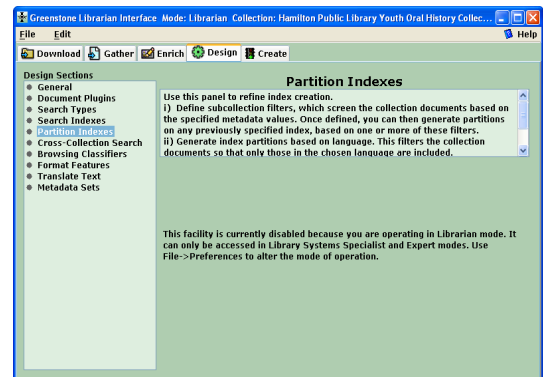 Greenstone Librarian Interface Mode: Librarian Collection: Hamilton Public Library Youth Oral History Collec...
File Edit Help
Download Gather Enrich Design Create
Design Sections
General
Document Plugins
Search Types
Search Indexes
Partition Indexes
Cross-Collection Search
Browsing Classifiers
Format Features
Translate Text
Metadata Sets
Partition Indexes
Use this panel to refine index creation.
i) Define subcollection filters, which screen the collection documents based on
the specified metadata values. Once defined, you can then generate partitions
on any previously specified index, based on one or more of these filters.
ii) Generate index partitions based on language. This filters the collection
documents so that only those in the chosen language are included.
This facility is currently disabled because you are operating in Librarian mode. It
can only be accessed in Library Systems Specialist and Expert modes. Use
File->Preferences to alter the mode of operation.